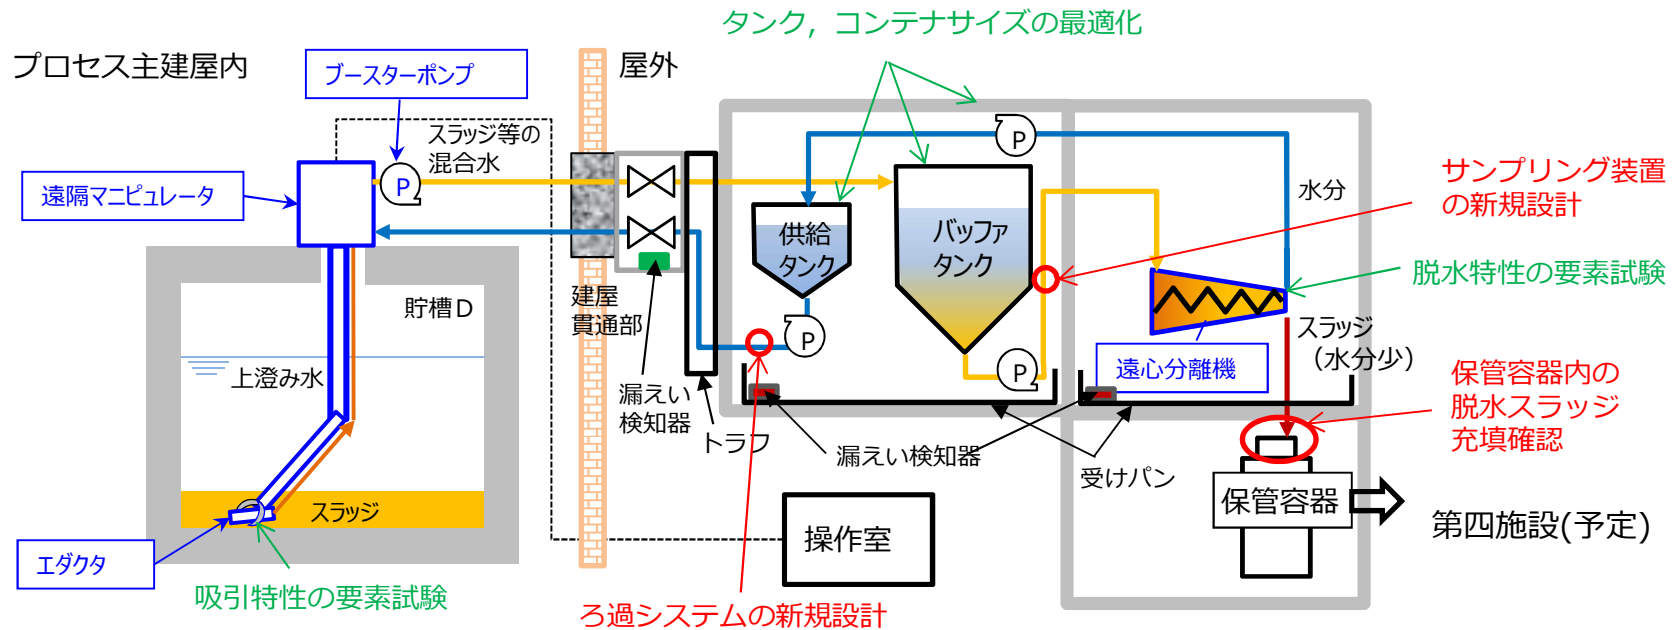 タンク，コンテナサイズの最適化
プロセス主建屋内
ブースターポンプ
屋外
スラッジ等の
混合水
P
P
遠隔マニピュレータ
サンプリング装置
の新規設計
水分
供給
タンク
バッファ
タンク
脱水特性の要素試験
貯槽D
建屋
貫通部
P
スラッジ
（水分少）
上澄み水
P
遠心分離機
漏えい
検知器
保管容器内の
脱水スラッジ
充填確認
トラフ
漏えい検知器
受けパン
スラッジ
保管容器
操作室
第四施設(予定)
エダクタ
吸引特性の要素試験
ろ過システムの新規設計